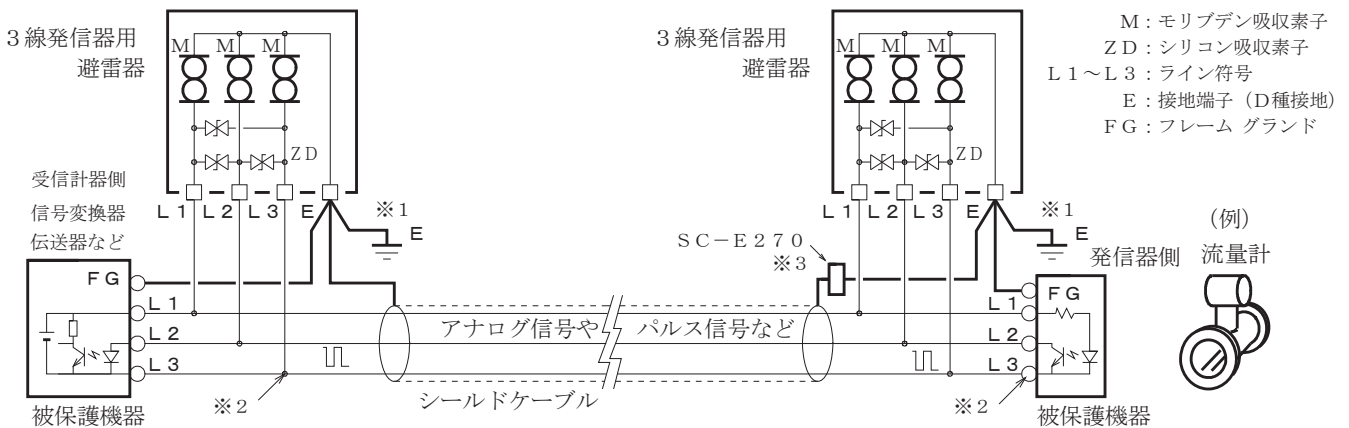 3線発信器用
避雷器
M M M
ZD
L1 L2 L3 E
※1
E
受信計器側
信号変換器
伝送器など
FG
L1
L2
L3
※2
被保護機器
アナログ信号や パルス信号など
シールドケーブル
3線発信器用
避雷器
M M M
ZD
L1 L2 L3 E
※1
E
SC-E270
※3
発信器側
FG
L1
L2
L3
※2
被保護機器
(例)
流量計
M:モリブデン吸収素子
ZD:シリコン吸収素子
L1~L3:ライン符号
E:接地端子(D種接地)
FG:フレーム グランド